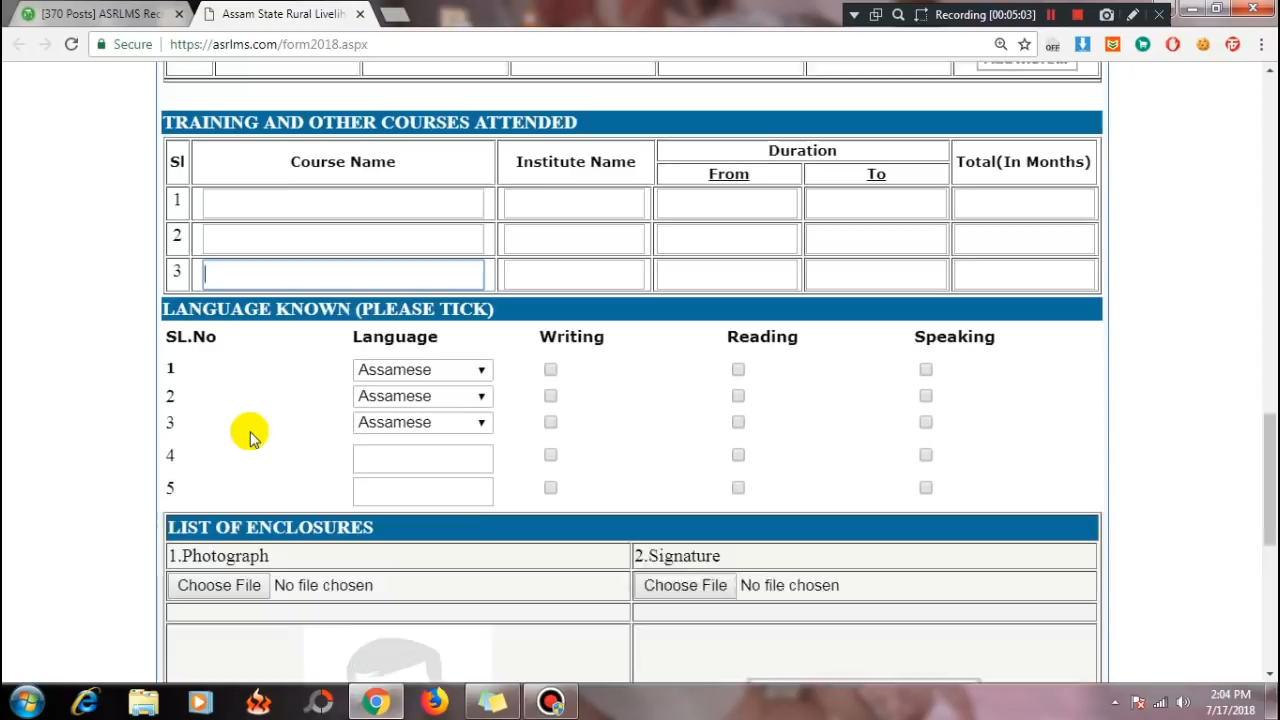 [370 Posts] ASRLMS Rec
Assam State Rural Livelih
Recording [00:05:03]
Secure
https://asrlms.com/form2018.aspx
OFF
TRAINING AND OTHER COURSES ATTENDED
Sl Course Name Institute Name Duration Total(In Months)
From To
1
2
3
LANGUAGE KNOWN (PLEASE TICK)
SL.No Language Writing Reading Speaking
1 Assamese
2 Assamese
3 Assamese
4
5
LIST OF ENCLOSURES
1.Photograph 2.Signature
Choose File No file chosen Choose File No file chosen
2:04 PM
7/17/2018